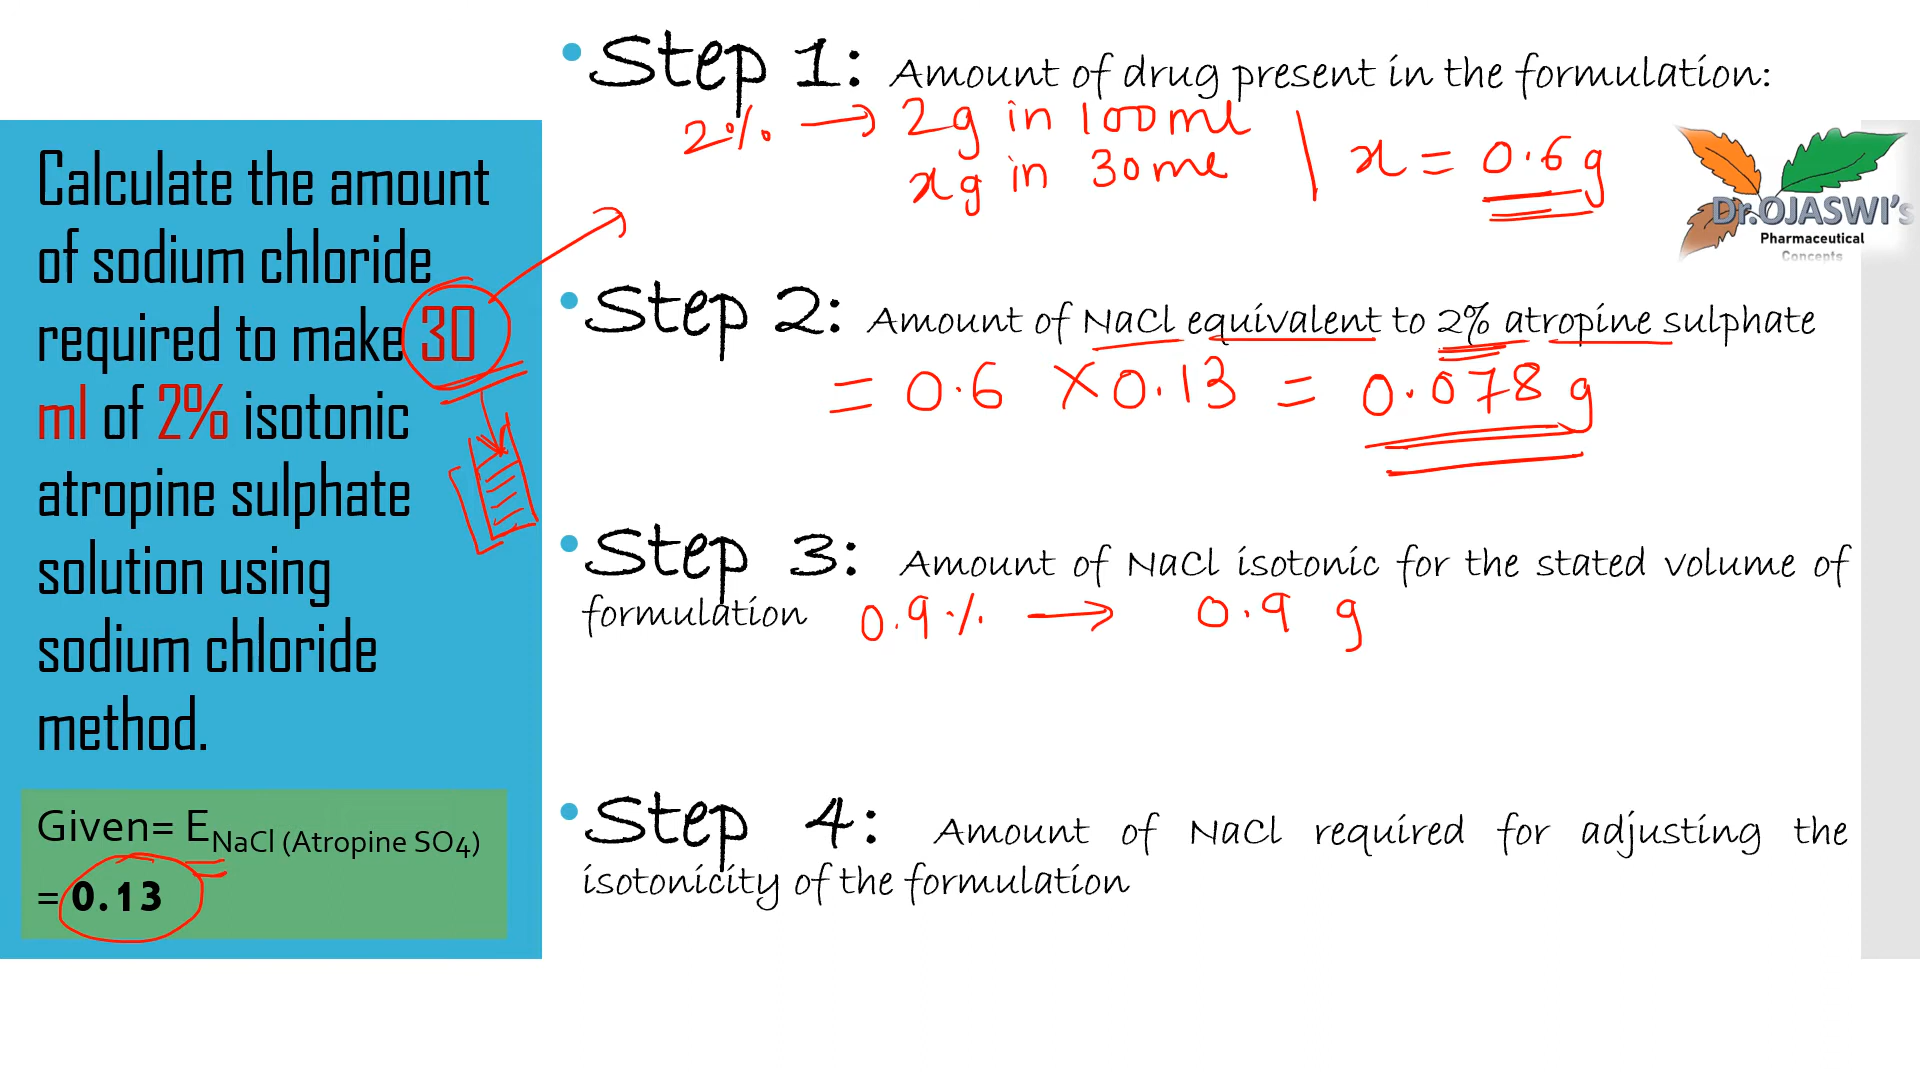 Calculate the amount
of sodium chloride
required to make 30
ml of 2% isotonic
atropine sulphate
solution using
sodium chloride
method.
Given= E NaCl (Atropine SO4)
= 0.13
• Step 1: Amount of drug present in the formulation:
2% → 2g in 100ml
xg in 30ml | x = 0.6g
• Step 2: Amount of NaCl equivalent to 2% atropine sulphate
= 0.6 × 0.13 = 0.078 g
• Step 3: Amount of NaCl isotonic for the stated volume of
formulation 0.9% → 0.9 g
• Step 4: Amount of NaCl required for adjusting the
isotonicity of the formulation
Dr.OJASWI's
Pharmaceutical
Concepts